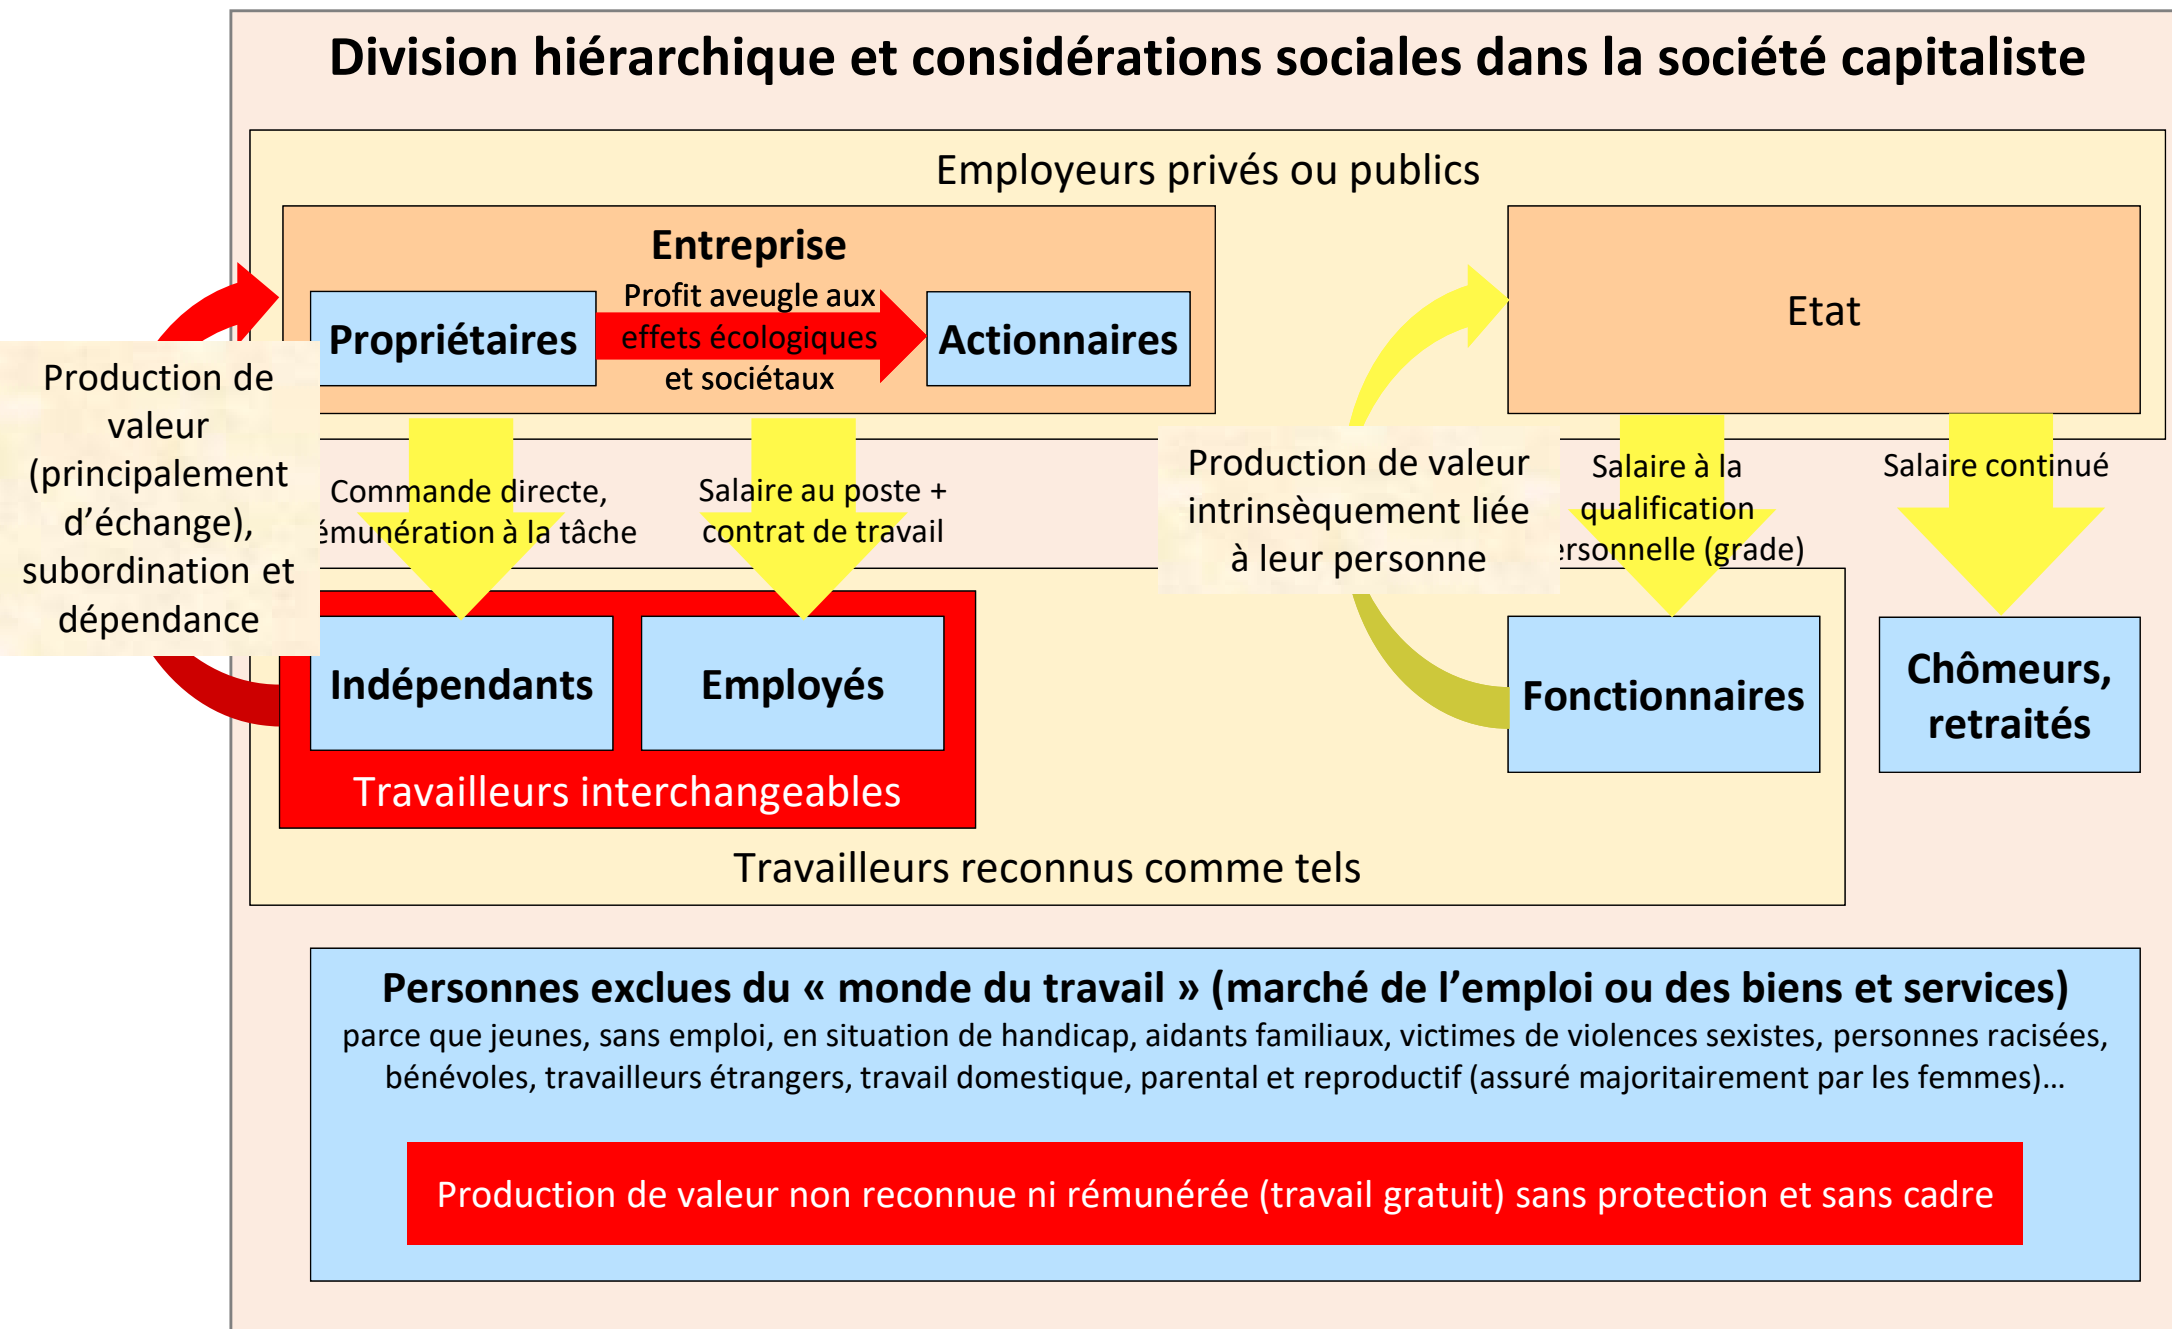 Division hiérarchique et considérations sociales dans la société capitaliste
Employeurs privés ou publics
Entreprise
Propriétaires
Profit aveugle aux
effets écologiques
et sociétaux
Actionnaires
Etat
Production de
valeur
(principalement
d’échange),
subordination et
dépendance
Commande directe,
émunération à la tâche
Salaire au poste +
contrat de travail
Production de valeur
intrinsèquement liée
à leur personne
Salaire à la
qualification
ersonnelle (grade)
Salaire continué
Indépendants
Employés
Travailleurs interchangeables
Fonctionnaires
Chômeurs,
retraités
Travailleurs reconnus comme tels
Personnes exclues du « monde du travail » (marché de l’emploi ou des biens et services)
parce que jeunes, sans emploi, en situation de handicap, aidants familiaux, victimes de violences sexistes, personnes racisées,
bénévoles, travailleurs étrangers, travail domestique, parental et reproductif (assuré majoritairement par les femmes)…
Production de valeur non reconnue ni rémunérée (travail gratuit) sans protection et sans cadre